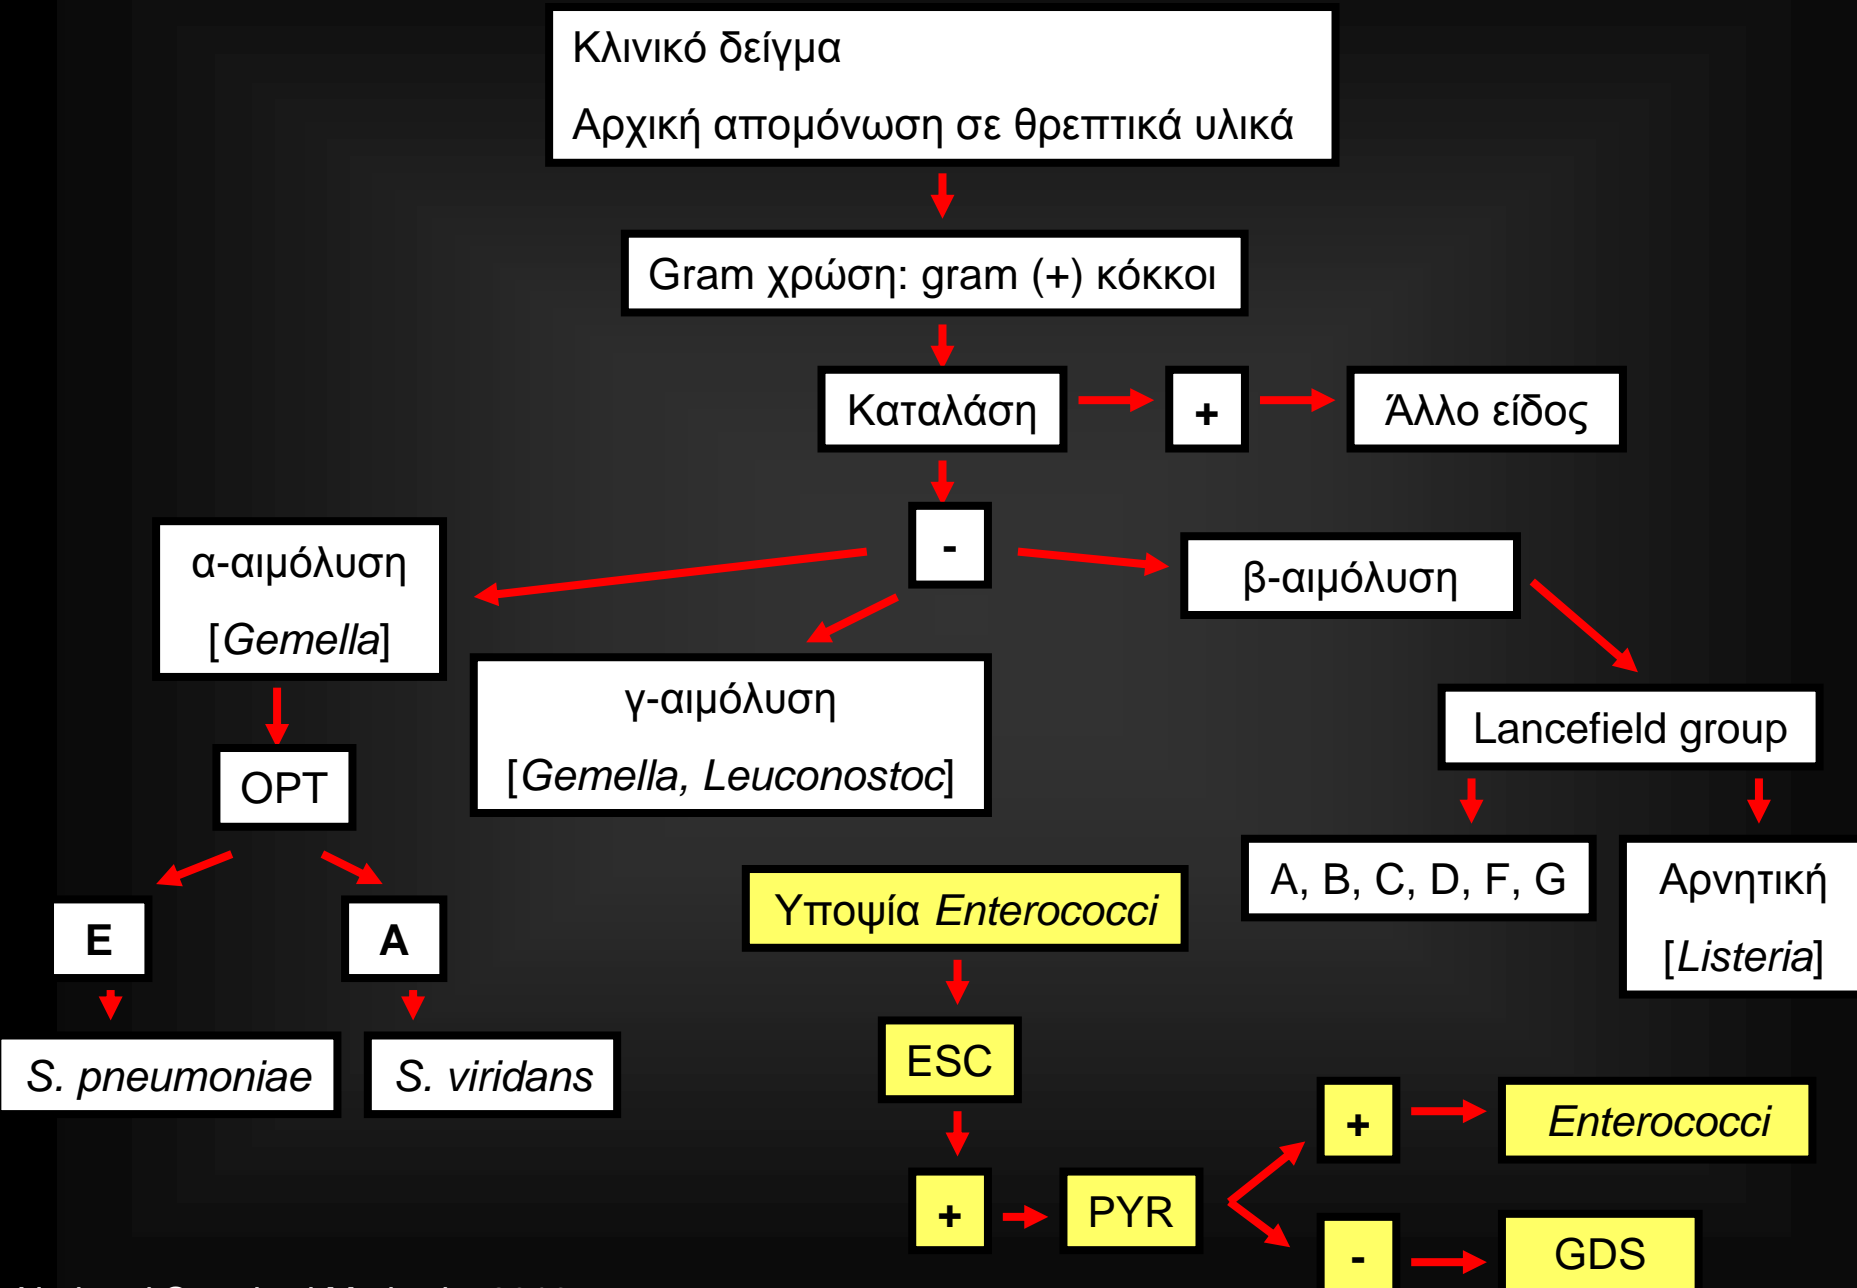 Κλινικό δείγμα
Αρχική απομόνωση σε θρεπτικά υλικά
Gram χρώση: gram (+) κόκκοι
Καταλάση
+
Άλλο είδος
-
α-αιμόλυση
[Gemella]
β-αιμόλυση
γ-αιμόλυση
[Gemella, Leuconostoc]
Lancefield group
OPT
A, B, C, D, F, G
Αρνητική
[Listeria]
E
A
Υποψία Enterococci
S. pneumoniae
S. viridans
ESC
+
PYR
+
Enterococci
-
GDS